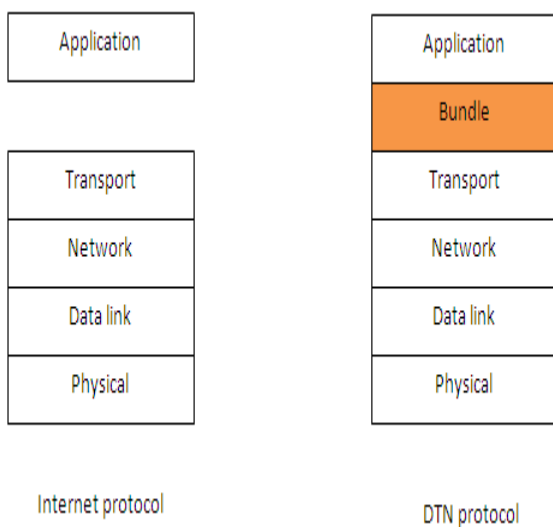 Application
Transport
Network
Data link
Physical
Internet protocol
Application
Bundle
Transport
Network
Data link
Physical
DTN protocol